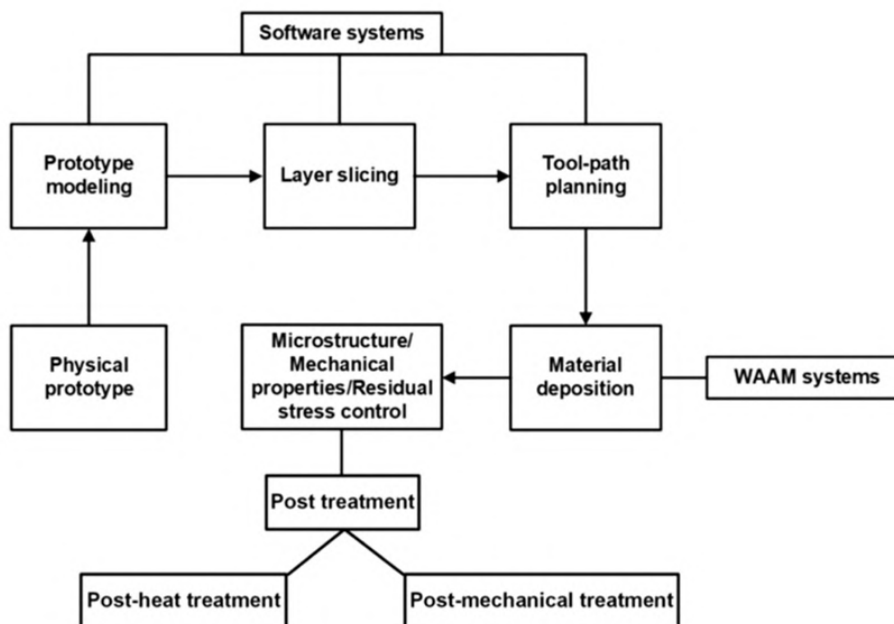 Software systems
Prototype
modeling
Layer slicing
Tool-path
planning
Physical
prototype
Microstructure/
Mechanical
properties/Residual
stress control
Material
deposition
WAAM systems
Post treatment
Post-heat treatment
Post-mechanical treatment